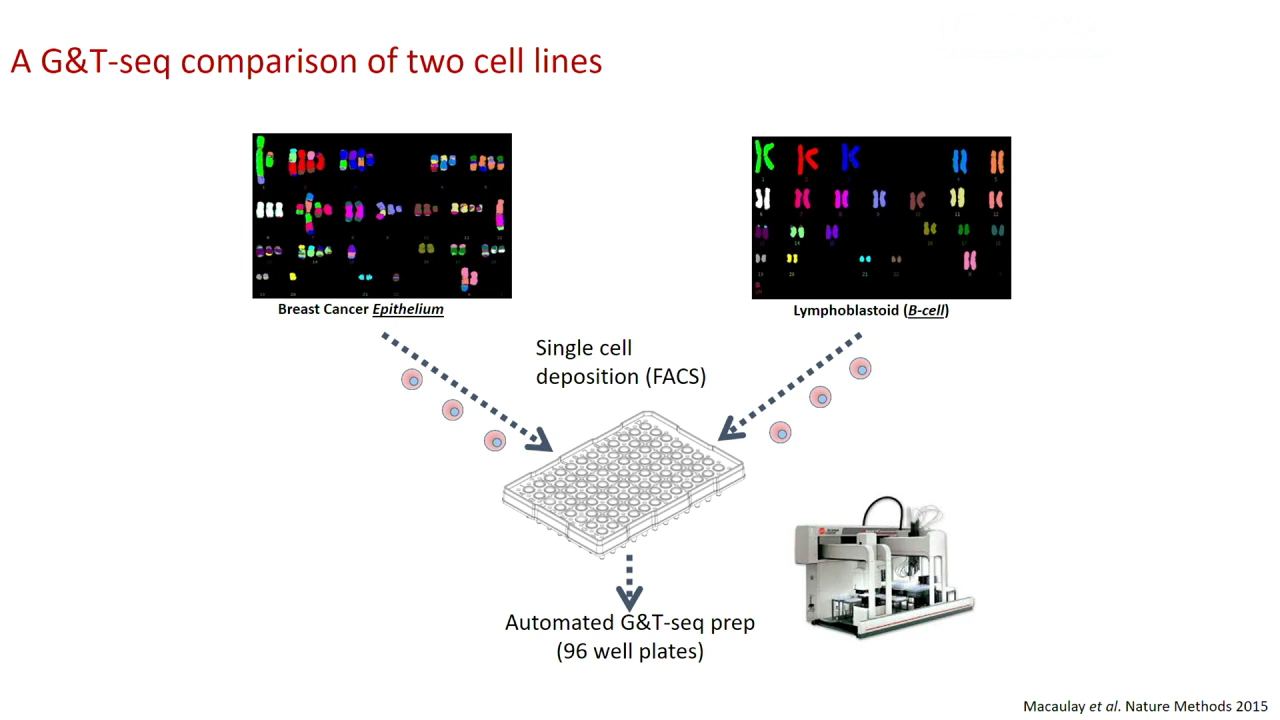 A G&T-seq comparison of two cell lines
Breast Cancer Epithelium
Lymphoblastoid (B-cell)
Single cell
deposition (FACS)
Automated G&T-seq prep
(96 well plates)
Macaulay et al. Nature Methods 2015